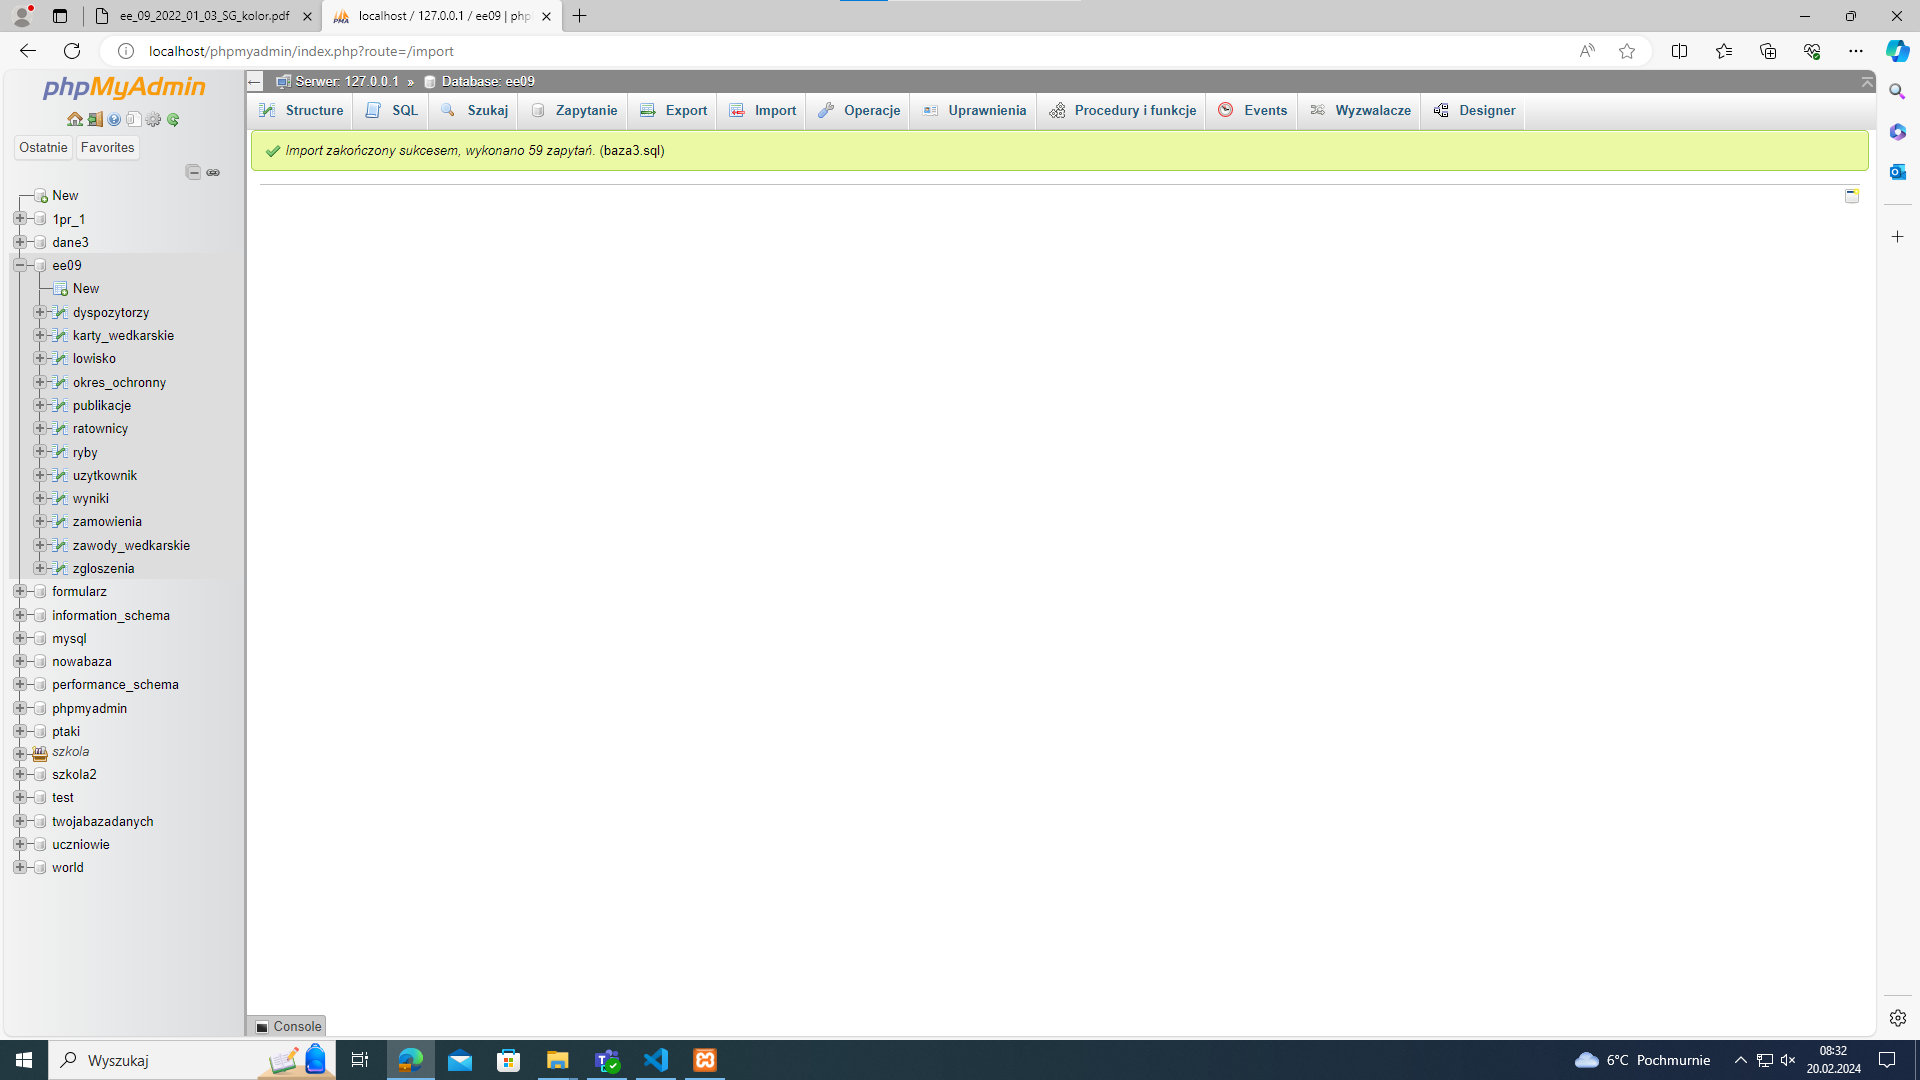 ee_09_2022_01_03_SG_kolor.pdf
localhost / 127.0.0.1 / ee09 | php
localhost/phpmyadmin/index.php?route=/import
phpMyAdmin
Ostatnie Favorites
New
1pr_1
dane3
ee09
New
dyspozytorzy
karty_wedkarskie
lowisko
okres_ochronny
publikacje
ratownicy
ryby
uzytkownik
wyniki
zamowienia
zawody_wedkarskie
zgloszenia
formularz
information_schema
mysql
nowabaza
performance_schema
phpmyadmin
ptaki
szkola
szkola2
test
twojabazadanych
uczniowie
world
Serwer: 127.0.0.1 » Database: ee09
Structure SQL Szukaj Zapytanie Export Import Operacje Uprawnienia Procedury i funkcje Events Wyzwalacze Designer
Import zakończony sukcesem, wykonano 59 zapytań. (baza3.sql)
Console
Wyszukaj
6°C Pochmurnie
08:32
20.02.2024